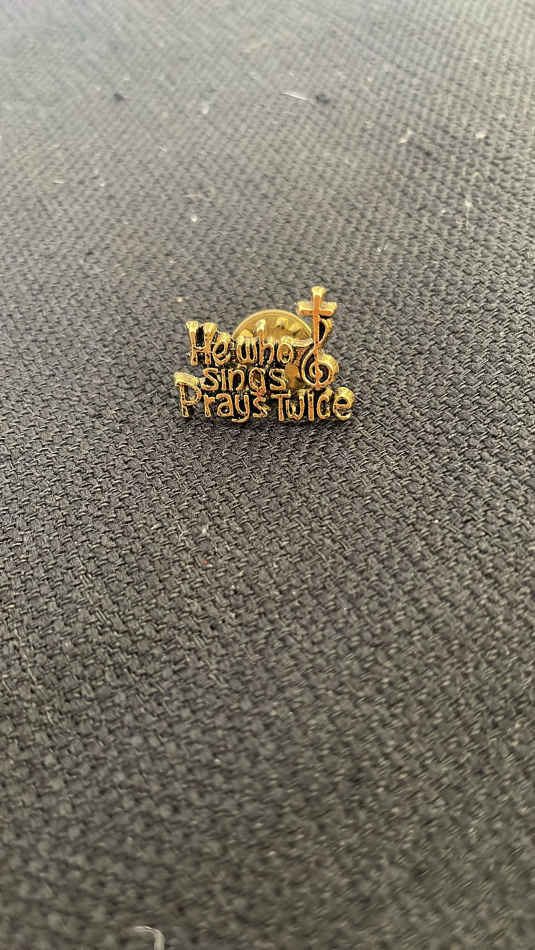 He who
sings
Prays Twice